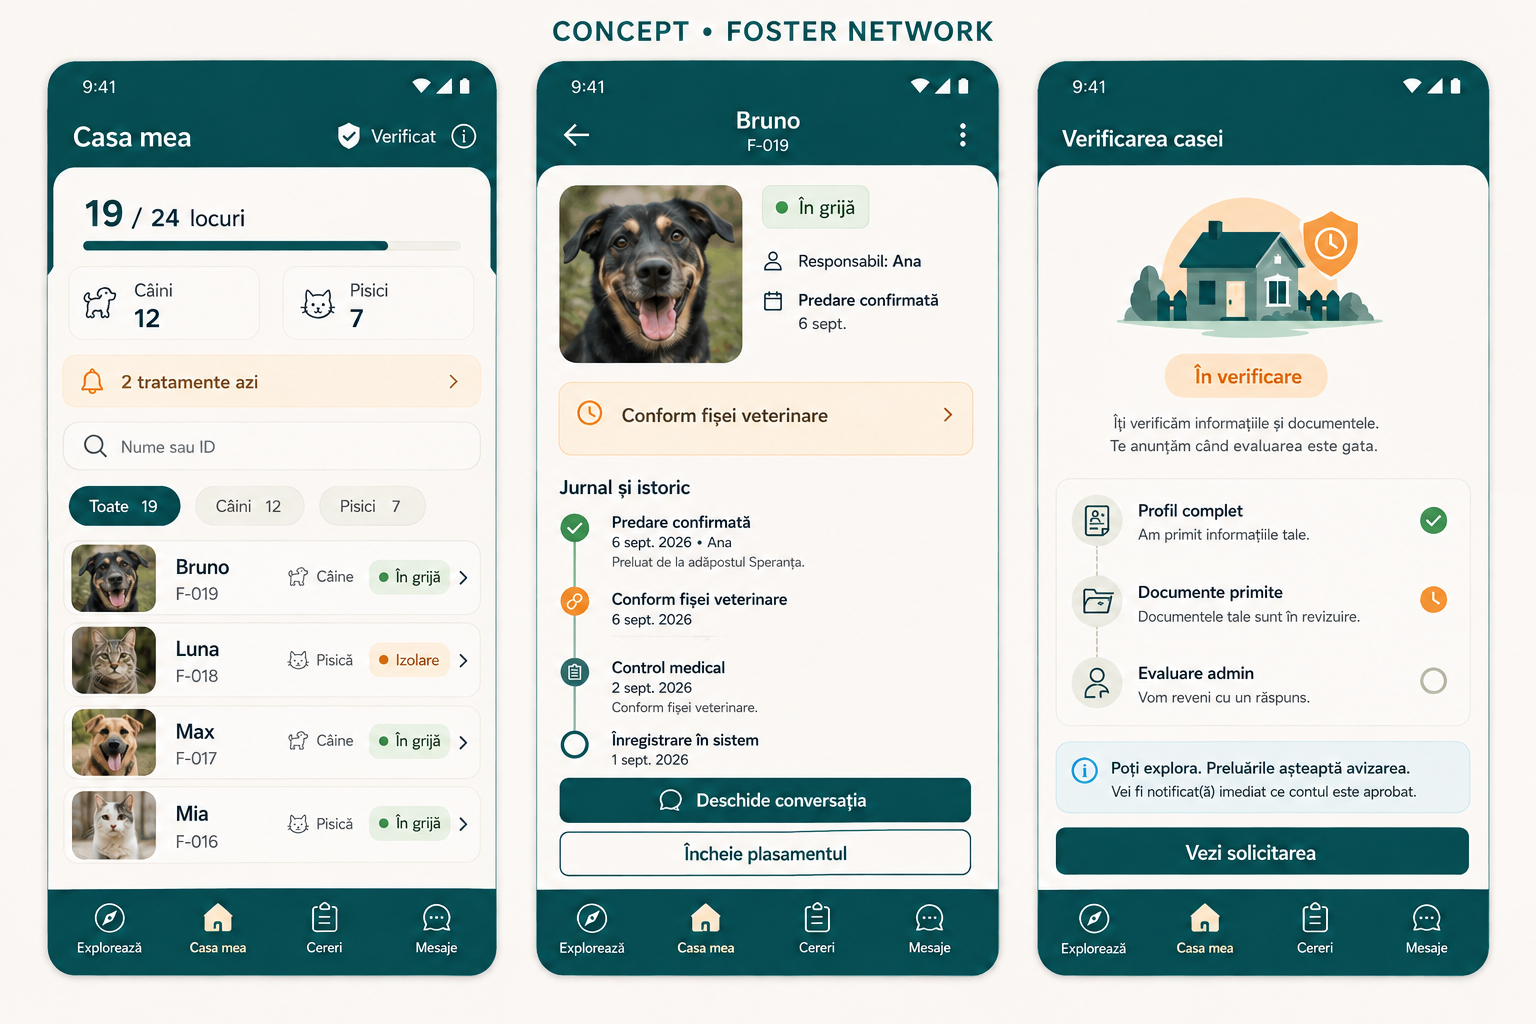 CONCEPT • FOSTER NETWORK
9:41
Casa mea
Verificat
19 / 24 locuri
Câini
12
Pisici
7
2 tratamente azi
Nume sau ID
Toate 19
Câini 12
Pisici 7
Bruno
F-019
Câine
În grijă
Luna
F-018
Pisică
Izolare
Max
F-017
Câine
În grijă
Mia
F-016
Pisică
În grijă
Explorează
Casa mea
Cereri
Mesaje
9:41
Bruno
F-019
În grijă
Responsabil: Ana
Predare confirmată
6 sept.
Conform fișei veterinare
Jurnal și istoric
Predare confirmată
6 sept. 2026 • Ana
Preluat de la adăpostul Speranța.
Conform fișei veterinare
6 sept. 2026
Control medical
2 sept. 2026
Conform fișei veterinare.
Înregistrare în sistem
1 sept. 2026
Deschide conversația
Încheie plasamentul
Explorează
Casa mea
Cereri
Mesaje
9:41
Verificarea casei
În verificare
Îți verificăm informațiile și documentele.
Te anunțăm când evaluarea este gata.
Profil complet
Am primit informațiile tale.
Documente primite
Documentele tale sunt în revizuire.
Evaluare admin
Vom reveni cu un răspuns.
Poți explora. Preluările așteaptă avizarea.
Vei fi notificat(ă) imediat ce contul este aprobat.
Vezi solicitarea
Explorează
Casa mea
Cereri
Mesaje